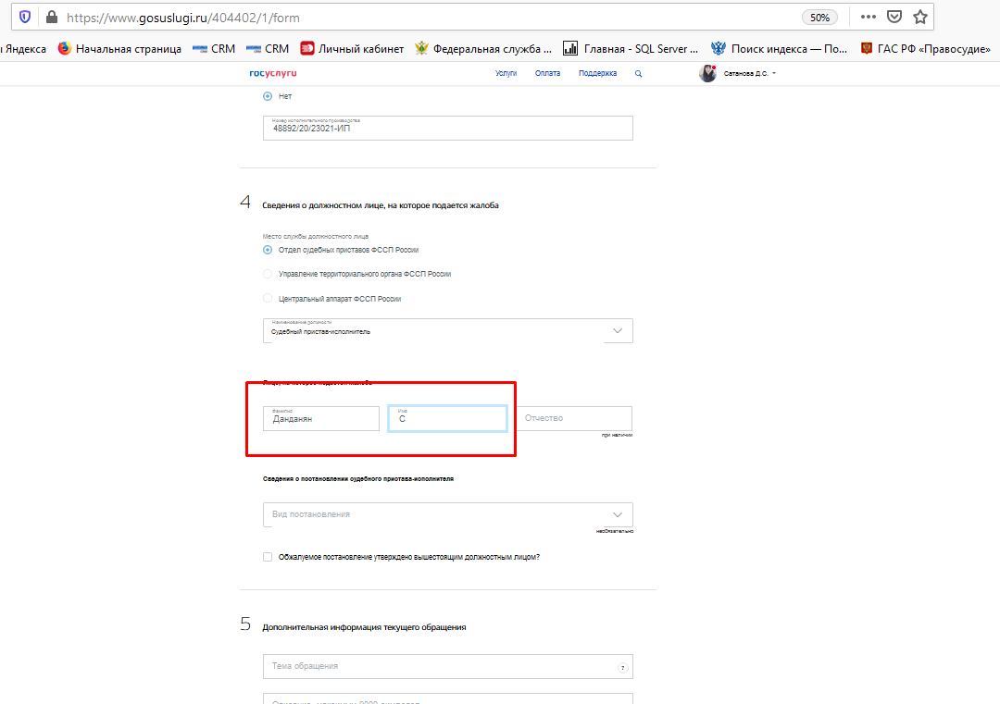 https://www.gosuslugi.ru/404402/1/form 50%
ы Яндекса Начальная страница CRM CRM Личный кабинет Федеральная служба ... Главная - SQL Server ... Поиск индекса — По... ГАС РФ «Правосудие»
госуслуги Услуги Оплата Поддержка Сатанова Д.С.
Нет
Номер исполнительного производства
48892/20/23021-ИП
4 Сведения о должностном лице, на которое подается жалоба
Место службы должностного лица
Отдел судебных приставов ФССП России
Управление территориального органа ФССП России
Центральный аппарат ФССП России
Наименование должности
Судебный пристав-исполнитель
Лицо, на которое подается жалоба
Фамилия Имя
Данданян С Отчество
при наличии
Сведения о постановлении судебного пристава-исполнителя
Вид постановления
необязательно
Обжалуемое постановление утверждено вышестоящим должностным лицом?
5 Дополнительная информация текущего обращения
Тема обращения ?